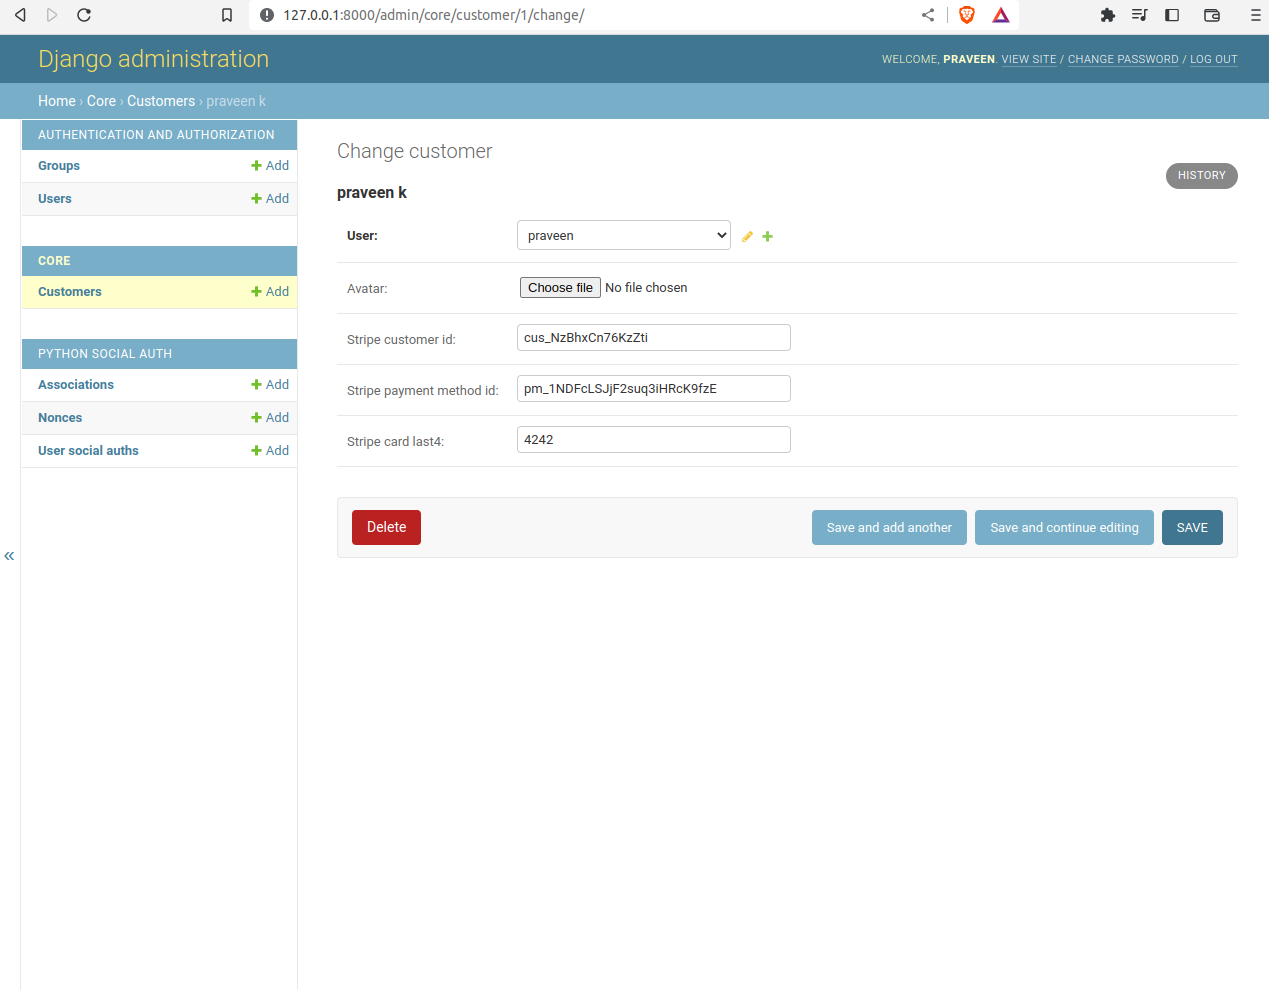 127.0.0.1:8000/admin/core/customer/1/change/
Django administration
WELCOME, PRAVEEN. VIEW SITE / CHANGE PASSWORD / LOG OUT
Home › Core › Customers › praveen k
AUTHENTICATION AND AUTHORIZATION
Groups Add
Users Add
CORE
Customers Add
PYTHON SOCIAL AUTH
Associations Add
Nonces Add
User social auths Add
«
Change customer
HISTORY
praveen k
User: praveen
Avatar: Choose file No file chosen
Stripe customer id: cus_NzBhxCn76KzZti
Stripe payment method id: pm_1NDFcLSJjF2suq3iHRcK9fzE
Stripe card last4: 4242
Delete Save and add another Save and continue editing SAVE